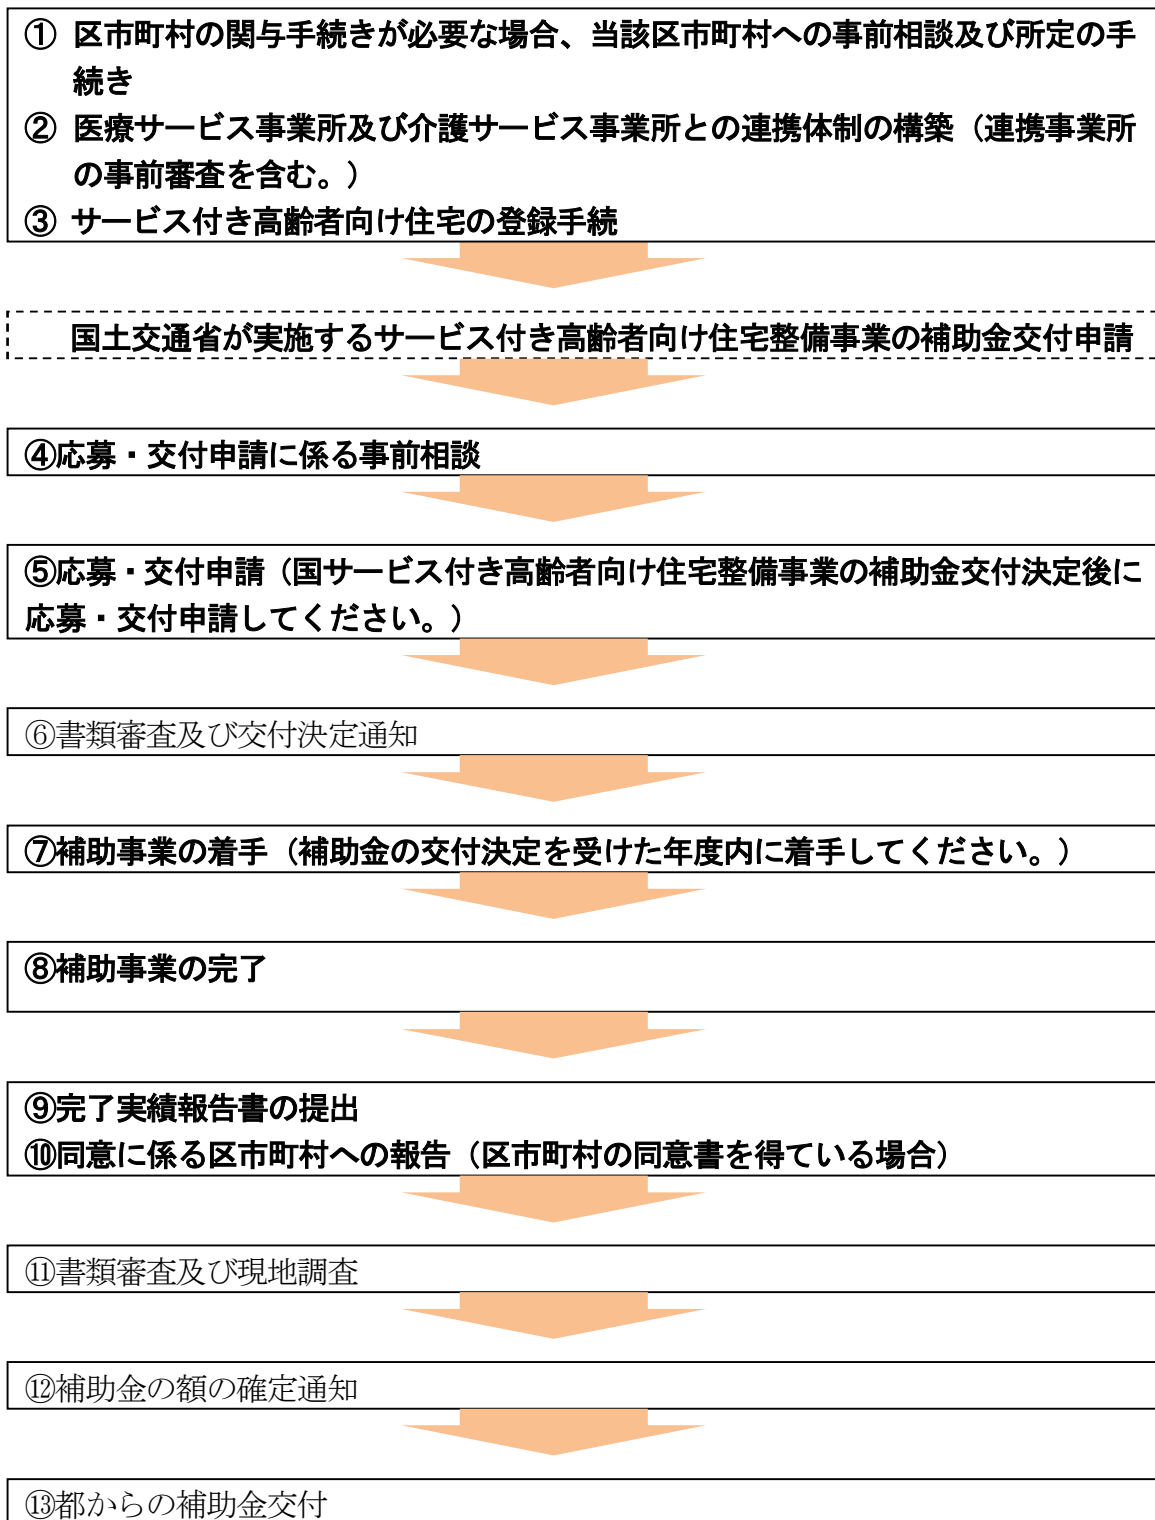 ① 区市町村の関与手続きが必要な場合、当該区市町村への事前相談及び所定の手
続き
② 医療サービス事業所及び介護サービス事業所との連携体制の構築（連携事業所
の事前審査を含む。）
③ サービス付き高齢者向け住宅の登録手続
国土交通省が実施するサービス付き高齢者向け住宅整備事業の補助金交付申請
④応募・交付申請に係る事前相談
⑤応募・交付申請（国サービス付き高齢者向け住宅整備事業の補助金交付決定後に
応募・交付申請してください。）
⑥書類審査及び交付決定通知
⑦補助事業の着手（補助金の交付決定を受けた年度内に着手してください。）
⑧補助事業の完了
⑨完了実績報告書の提出
⑩同意に係る区市町村への報告（区市町村の同意書を得ている場合）
⑪書類審査及び現地調査
⑫補助金の額の確定通知
⑬都からの補助金交付